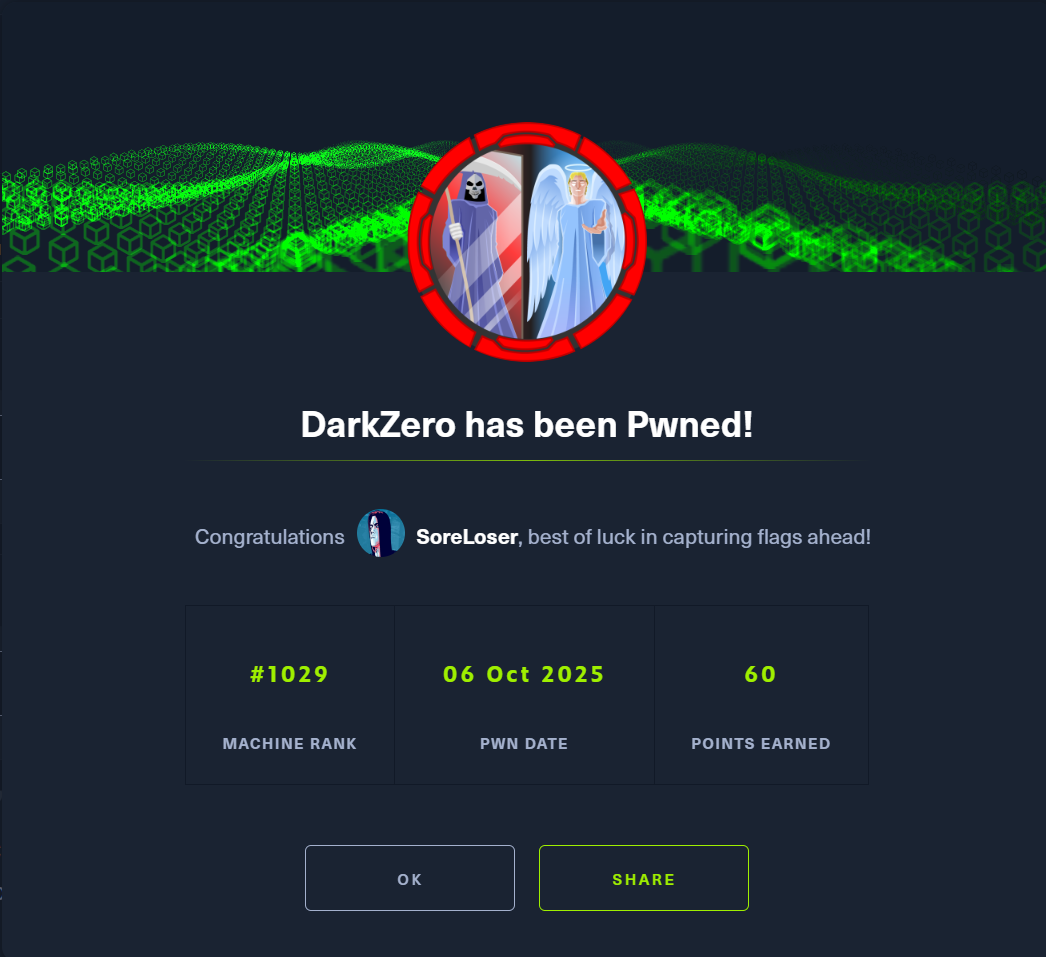 DarkZero has been Pwned!
Congratulations SoreLoser, best of luck in capturing flags ahead!
#1029 06 Oct 2025 60
MACHINE RANK PWN DATE POINTS EARNED
OK SHARE